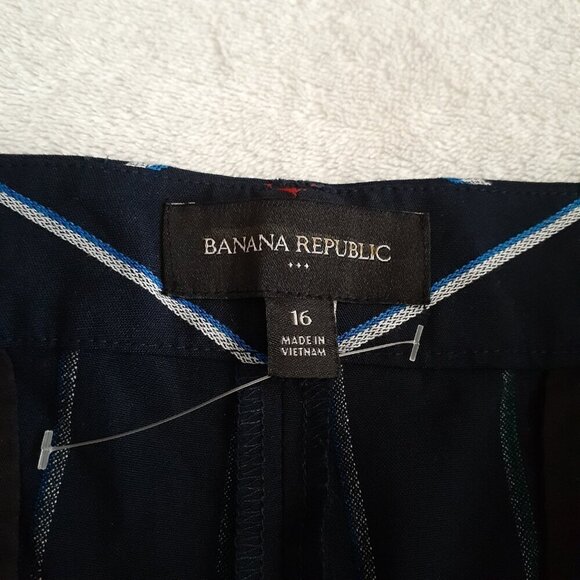 BANANA REPUBLIC
16
MADE IN
VIETNAM